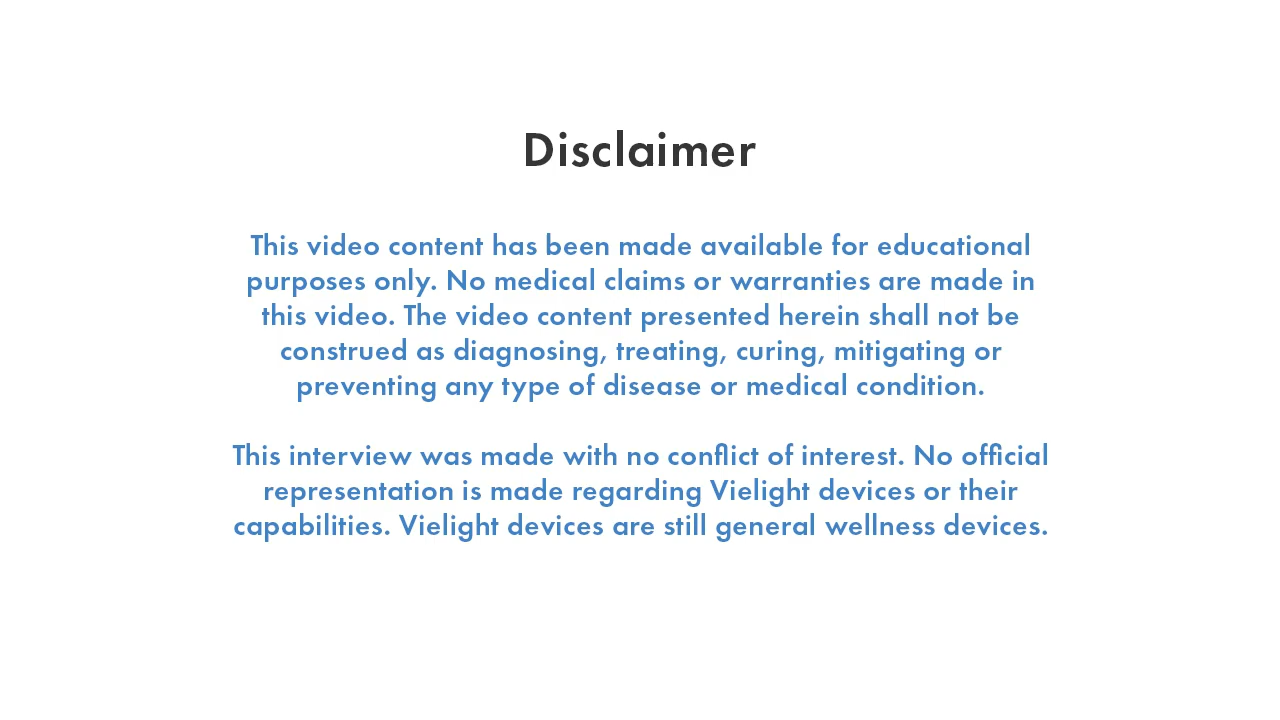 Disclaimer
This video content has been made available for educational
purposes only. No medical claims or warranties are made in
this video. The video content presented herein shall not be
construed as diagnosing, treating, curing, mitigating or
preventing any type of disease or medical condition.
This interview was made with no conflict of interest. No official
representation is made regarding Vielight devices or their
capabilities. Vielight devices are still general wellness devices.